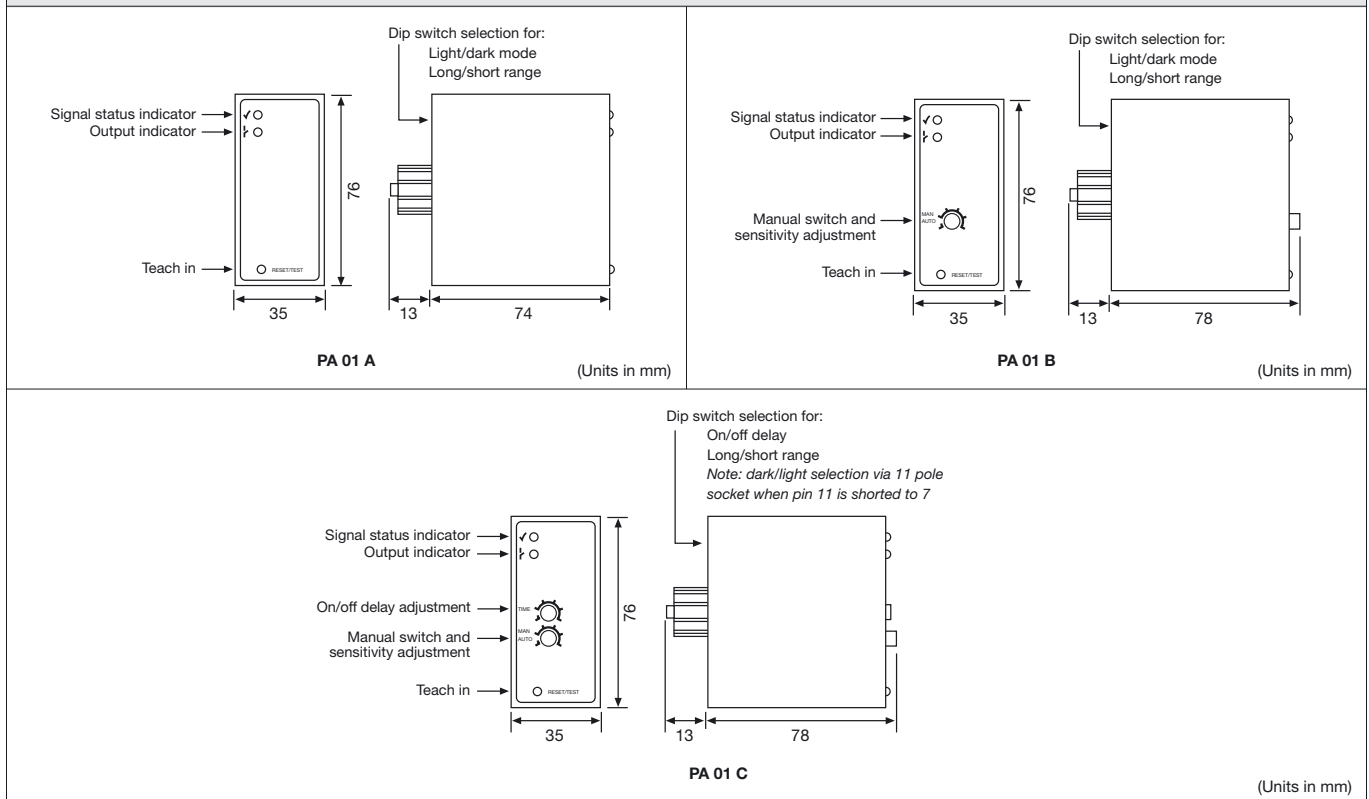 Dip switch selection for:
Light/dark mode
Long/short range
Signal status indicator
Output indicator
76
Teach in
RESET/TEST
35
13
74
PA 01 A
(Units in mm)
Dip switch selection for:
Light/dark mode
Long/short range
Signal status indicator
Output indicator
76
Manual switch and
sensitivity adjustment
MAN
AUTO
Teach in
RESET/TEST
35
13
78
PA 01 B
(Units in mm)
Dip switch selection for:
On/off delay
Long/short range
Note: dark/light selection via 11 pole
socket when pin 11 is shorted to 7
Signal status indicator
Output indicator
On/off delay adjustment
TIME
76
Manual switch and
sensitivity adjustment
MAN
AUTO
Teach in
RESET/TEST
35
13
78
PA 01 C
(Units in mm)